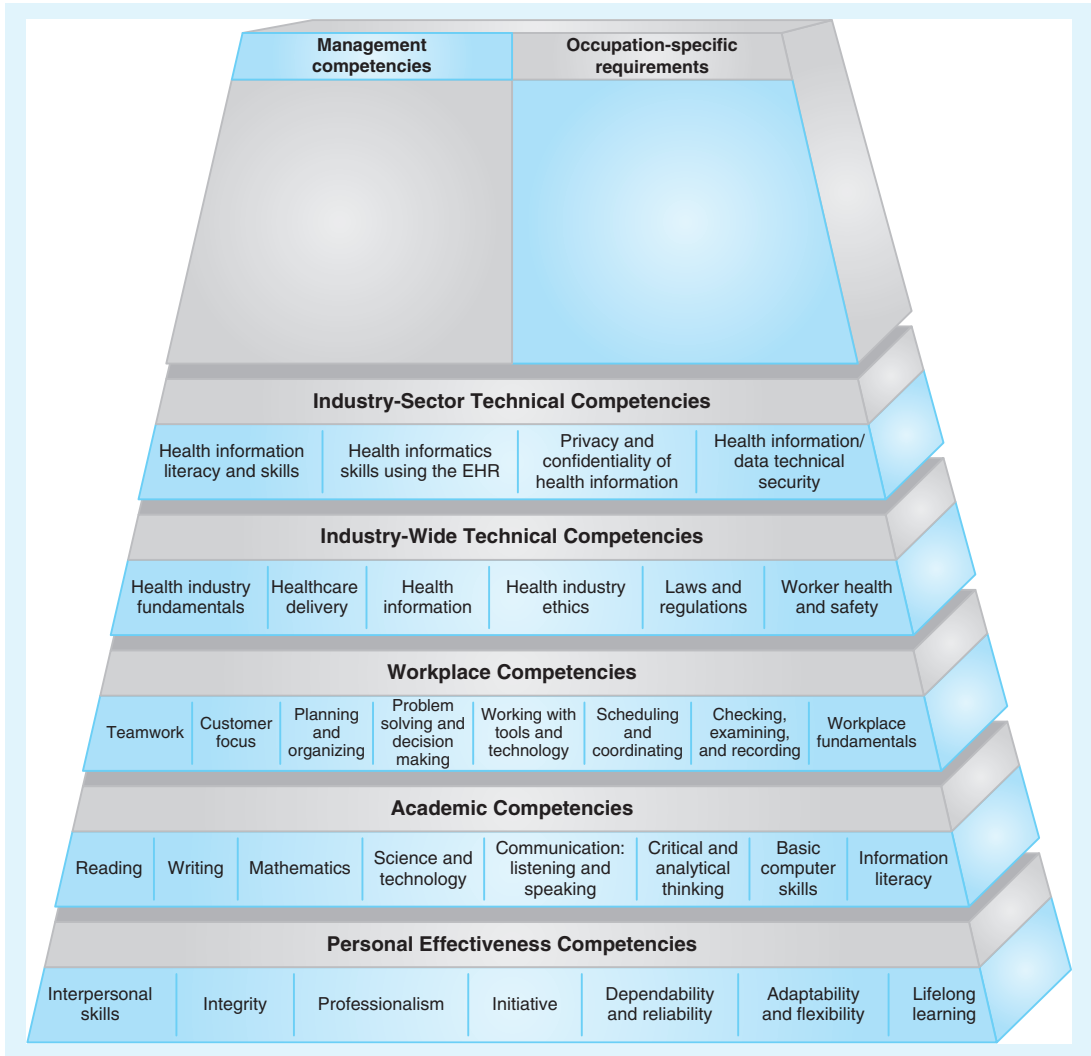 Management
competencies
Occupation-specific
requirements
Industry-Sector Technical Competencies
Health information
literacy and skills
Health informatics
skills using the EHR
Privacy and
confidentiality of
health information
Health information/
data technical
security
Industry-Wide Technical Competencies
Health industry
fundamentals
Healthcare
delivery
Health
information
Health industry
ethics
Laws and
regulations
Worker health
and safety
Workplace Competencies
Teamwork
Customer
focus
Planning
and
organizing
Problem
solving and
decision
making
Working with
tools and
technology
Scheduling
and
coordinating
Checking,
examining,
and recording
Workplace
fundamentals
Academic Competencies
Reading
Writing
Mathematics
Science and
technology
Communication:
listening and
speaking
Critical and
analytical
thinking
Basic
computer
skills
Information
literacy
Personal Effectiveness Competencies
Interpersonal
skills
Integrity
Professionalism
Initiative
Dependability
and reliability
Adaptability
and flexibility
Lifelong
learning